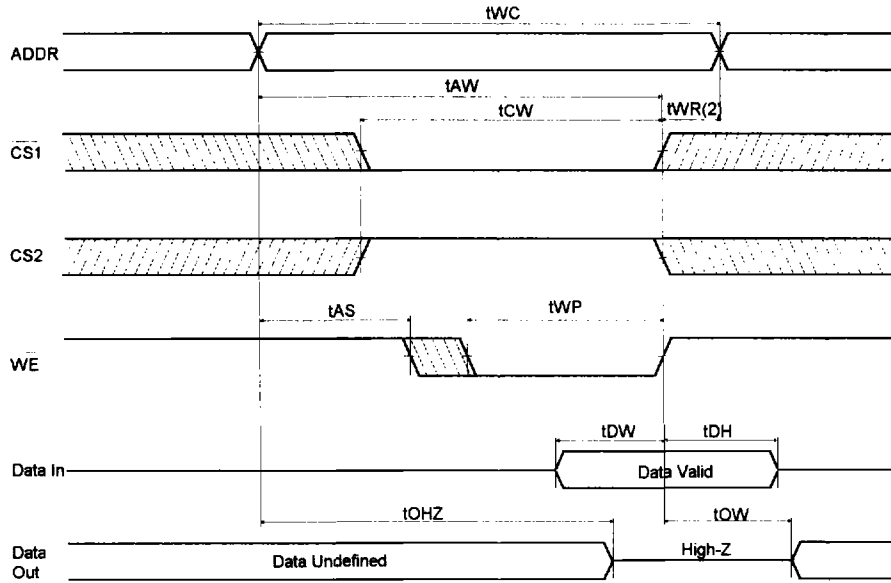 tWC
ADDR
tAW
tCW
tWR(2)
CS1
CS2
tAS
tWP
WE
tDW
tDH
Data In
Data Valid
tOHZ
tOW
Data Out
Data Undefined
High-Z